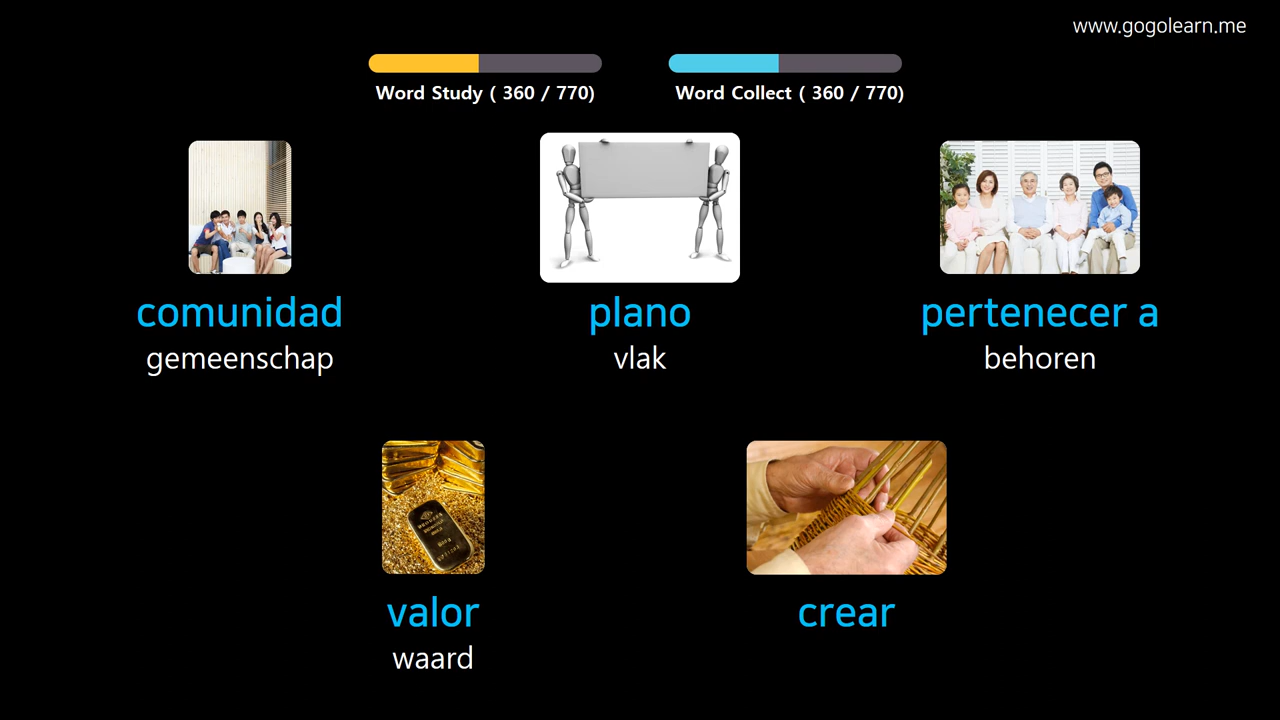 www.gogolearn.me
Word Study ( 360 / 770)
Word Collect ( 360 / 770)
comunidad
gemeenschap
plano
vlak
pertenecer a
behoren
valor
waard
crear